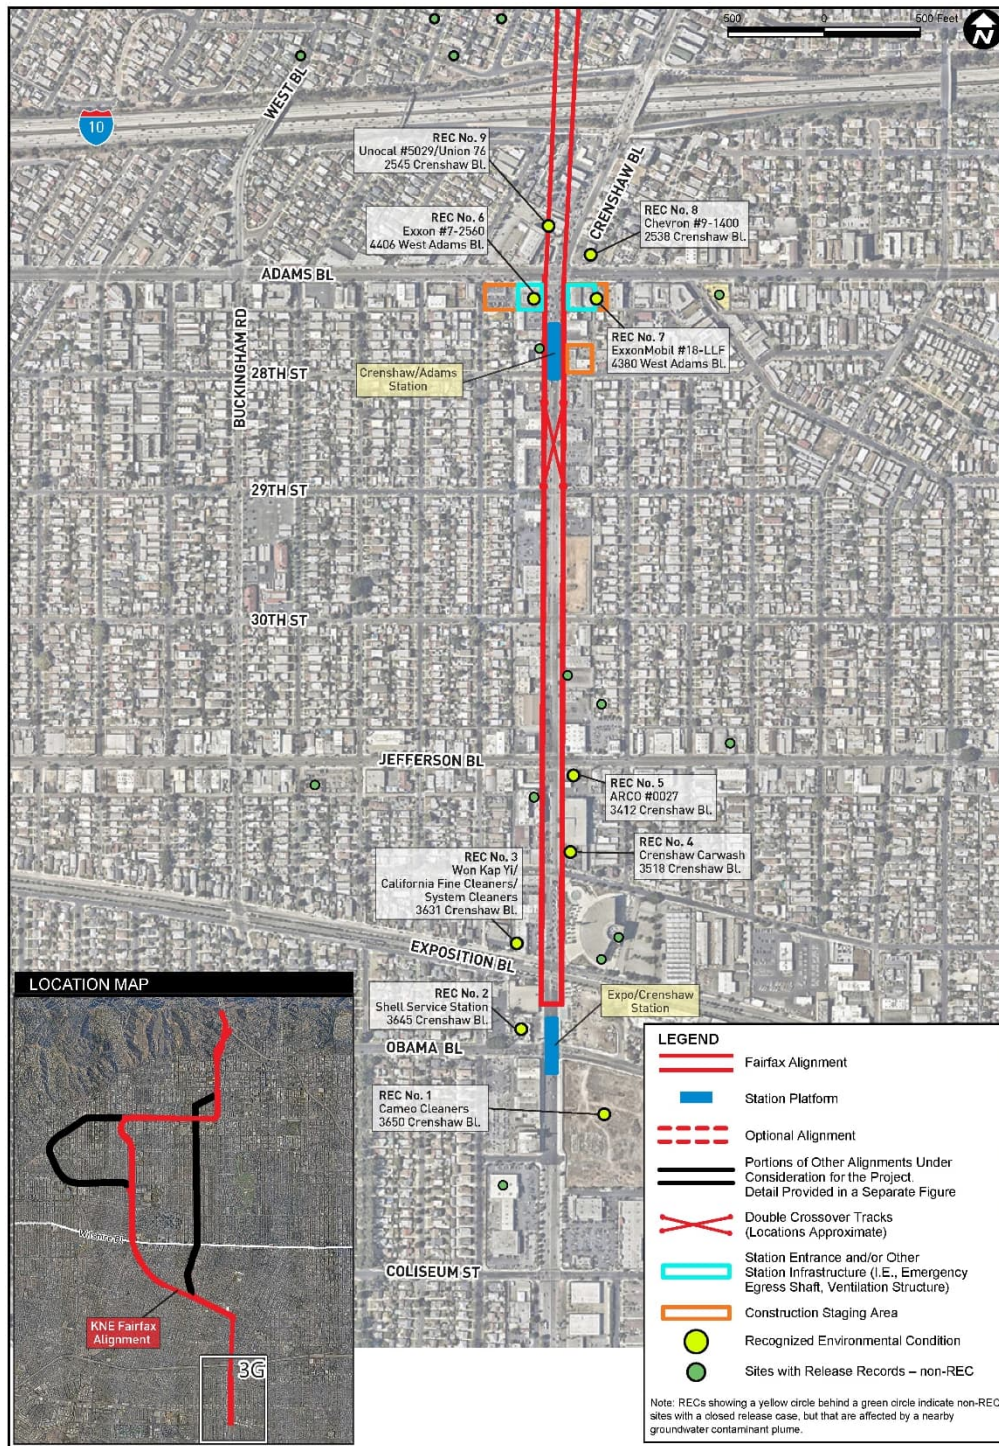 500
0
500 Feet
N
WEST BL
10
REC No. 9
Unocal #5029/Union 76
2545 Crenshaw Bl.
CRENSHAW BL
REC No. 6
Exxon #7-2560
4406 West Adams Bl.
REC No. 8
Chevron #9-1400
2538 Crenshaw Bl.
ADAMS BL
BUCKINGHAM RD
REC No. 7
ExxonMobil #18-LLF
4380 West Adams Bl.
Crenshaw/Adams
Station
28TH ST
29TH ST
30TH ST
JEFFERSON BL
REC No. 5
ARCO #0027
3412 Crenshaw Bl.
REC No. 4
Crenshaw Carwash
3518 Crenshaw Bl.
REC No. 3
Won Kap Yi/
California Fine Cleaners/
System Cleaners
3631 Crenshaw Bl.
EXPOSITION BL
REC No. 2
Shell Service Station
3645 Crenshaw Bl.
Expo/Crenshaw
Station
OBAMA BL
REC No. 1
Cameo Cleaners
3650 Crenshaw Bl.
COLISEUM ST
LOCATION MAP
Wilshire Bl
KNE Fairfax
Alignment
3G
LEGEND
Fairfax Alignment
Station Platform
Optional Alignment
Portions of Other Alignments Under
Consideration for the Project.
Detail Provided in a Separate Figure
Double Crossover Tracks
(Locations Approximate)
Station Entrance and/or Other
Station Infrastructure (I.E., Emergency
Egress Shaft, Ventilation Structure)
Construction Staging Area
Recognized Environmental Condition
Sites with Release Records – non-REC
Note: RECs showing a yellow circle behind a green circle indicate non-REC
sites with a closed release case, but that are affected by a nearby
groundwater contaminant plume.